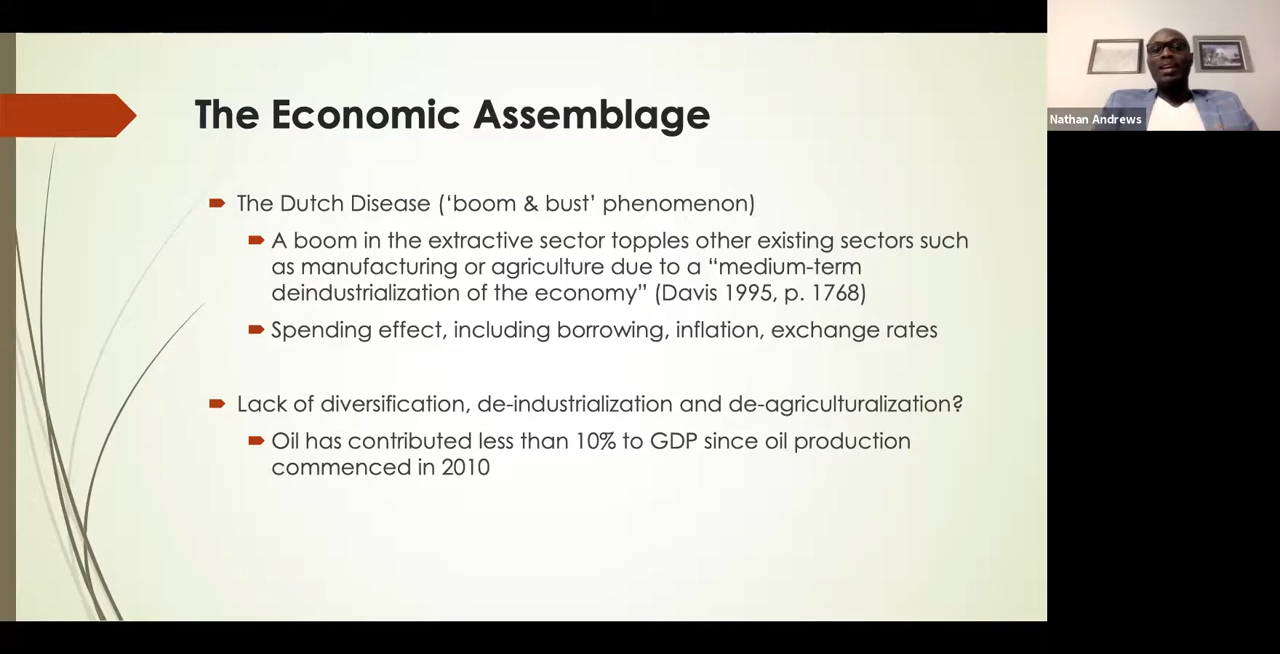 The Economic Assemblage
The Dutch Disease (‘boom & bust’ phenomenon)
A boom in the extractive sector topples other existing sectors such
as manufacturing or agriculture due to a “medium-term
deindustrialization of the economy” (Davis 1995, p. 1768)
Spending effect, including borrowing, inflation, exchange rates
Lack of diversification, de-industrialization and de-agriculturalization?
Oil has contributed less than 10% to GDP since oil production
commenced in 2010
Nathan Andrews